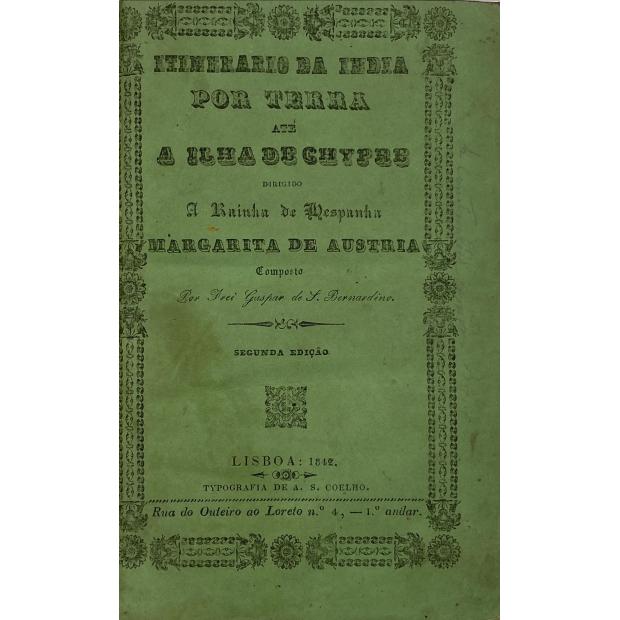 ITINERARIO DA INDIA
POR TERRA
ATÉ
A ILHA DE CHYPRE
DIRIGIDO
A Rainha de Hespanha
MARGARITA DE AUSTRIA
Composto
Por Frei Gaspar de S. Bernardino.
SEGUNDA EDIÇÃO
LISBOA: 1842.
TYPOGRAFIA DE A. S. COELHO.
Rua do Outeiro ao Loreto n.º 4, — 1.º andar.